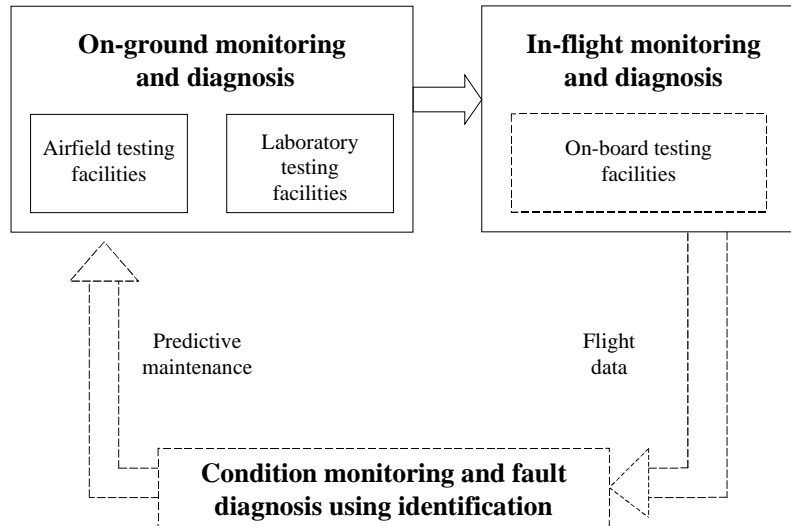 On-ground monitoring
and diagnosis
Airfield testing
facilities
Laboratory
testing
facilities
In-flight monitoring
and diagnosis
On-board testing
facilities
Predictive
maintenance
Flight
data
Condition monitoring and fault
diagnosis using identification